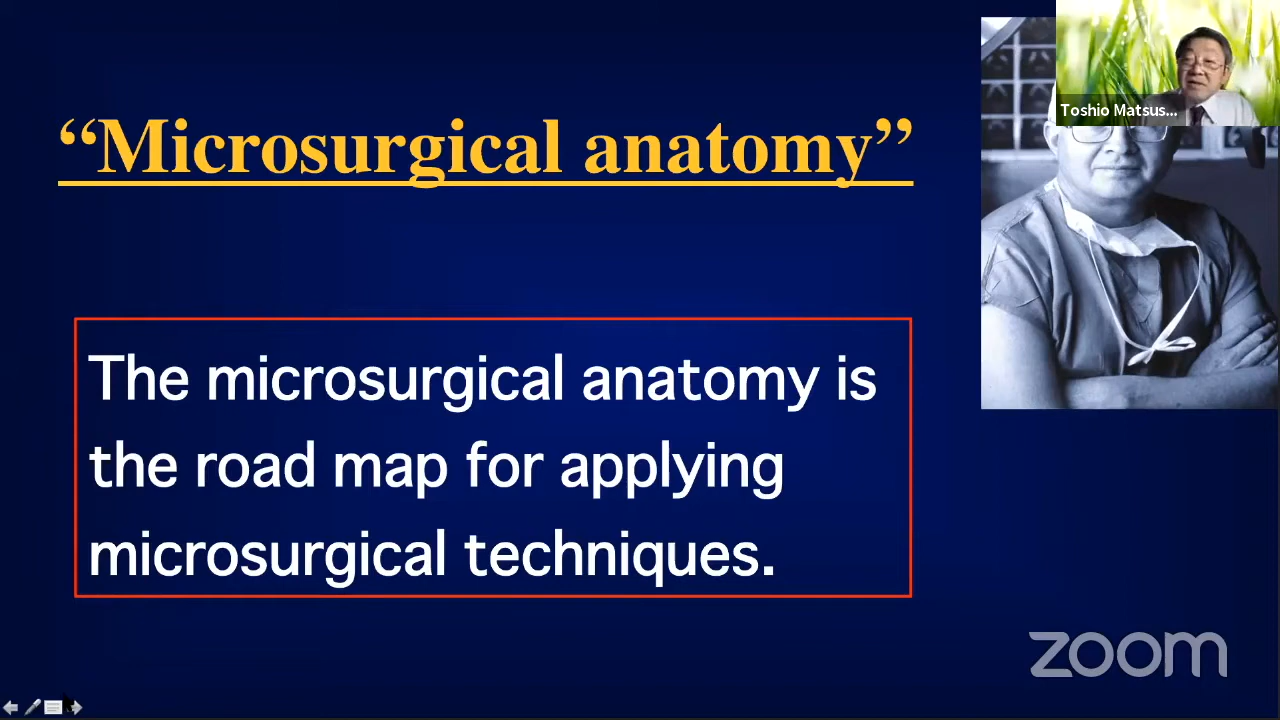 Toshio Matsus...
“Microsurgical anatomy”
The microsurgical anatomy is
the road map for applying
microsurgical techniques.
zoom